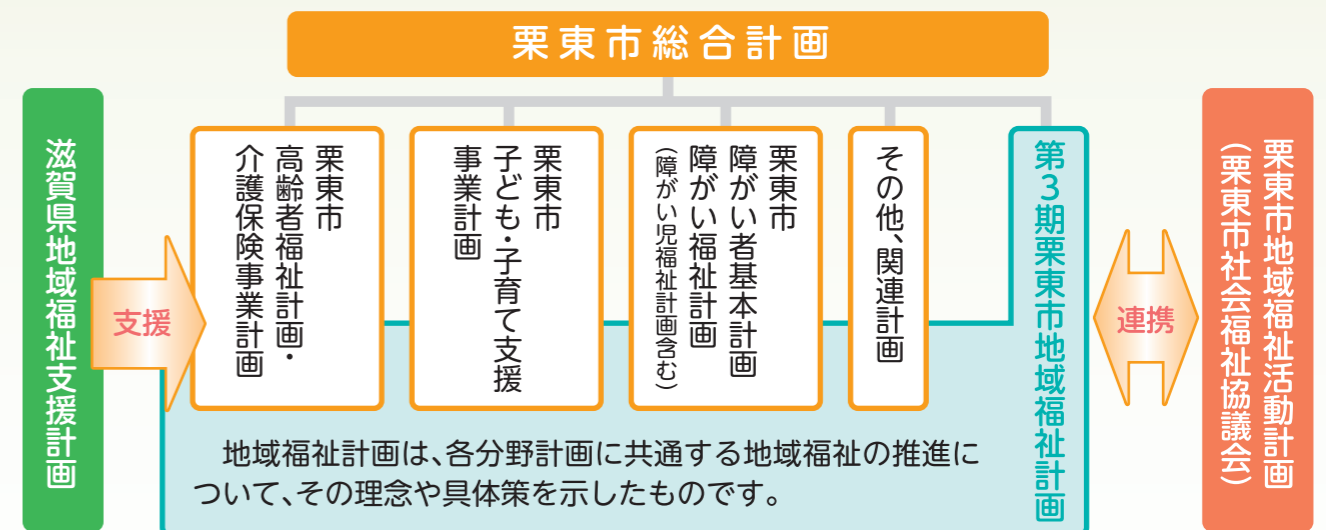 栗東市総合計画
滋賀県地域福祉支援計画
支援
栗東市
高齢者福祉計画・
介護保険事業計画
栗東市
子ども・子育て支援
事業計画
栗東市
障がい者基本計画
障がい福祉計画
(障がい児福祉計画含む)
その他、関連計画
第3期栗東市地域福祉計画
連携
栗東市地域福祉活動計画
(栗東市社会福祉協議会)
地域福祉計画は、各分野計画に共通する地域福祉の推進に
ついて、その理念や具体策を示したものです。